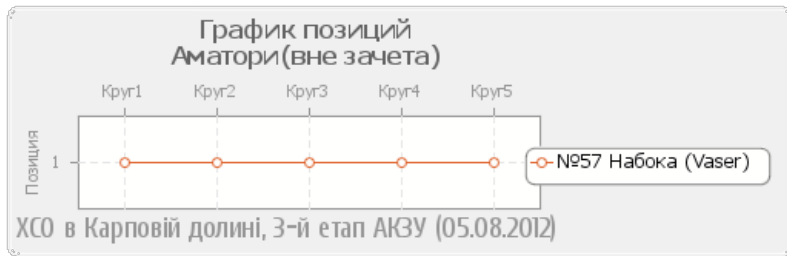 График позиций
Аматори(вне зачета)
Круг1 Круг2 Круг3 Круг4 Круг5
Позиция
1
№57 Набока (Vaser)
ХСО в Карповій долині, 3-й етап АКЗУ (05.08.2012)